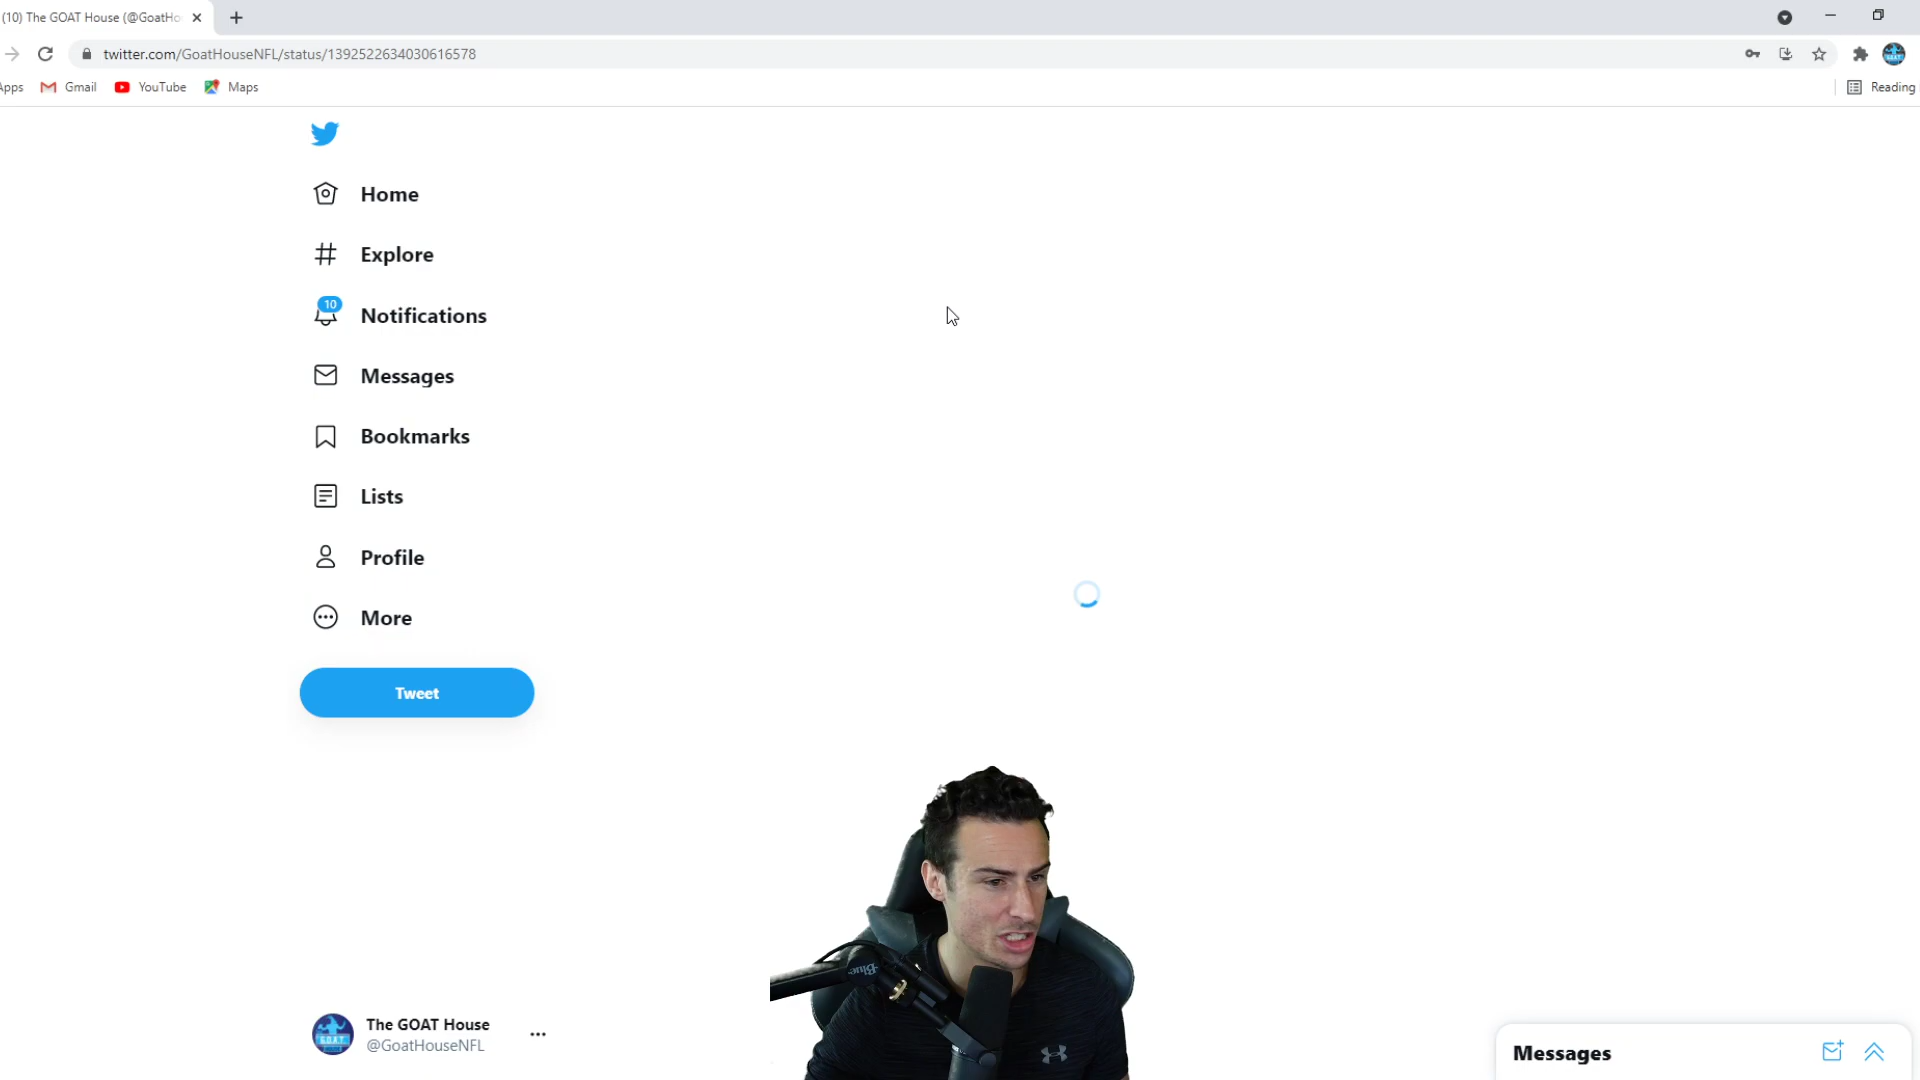 (10) The GOAT House (@GoatHo
twitter.com/GoatHouseNFL/status/1392522634030616578
Apps
Gmail
YouTube
Maps
Reading
Home
Explore
10
Notifications
Messages
Bookmarks
Lists
Profile
More
Tweet
Blue
The GOAT House
@GoatHouseNFL
G.O.A.T.
Messages